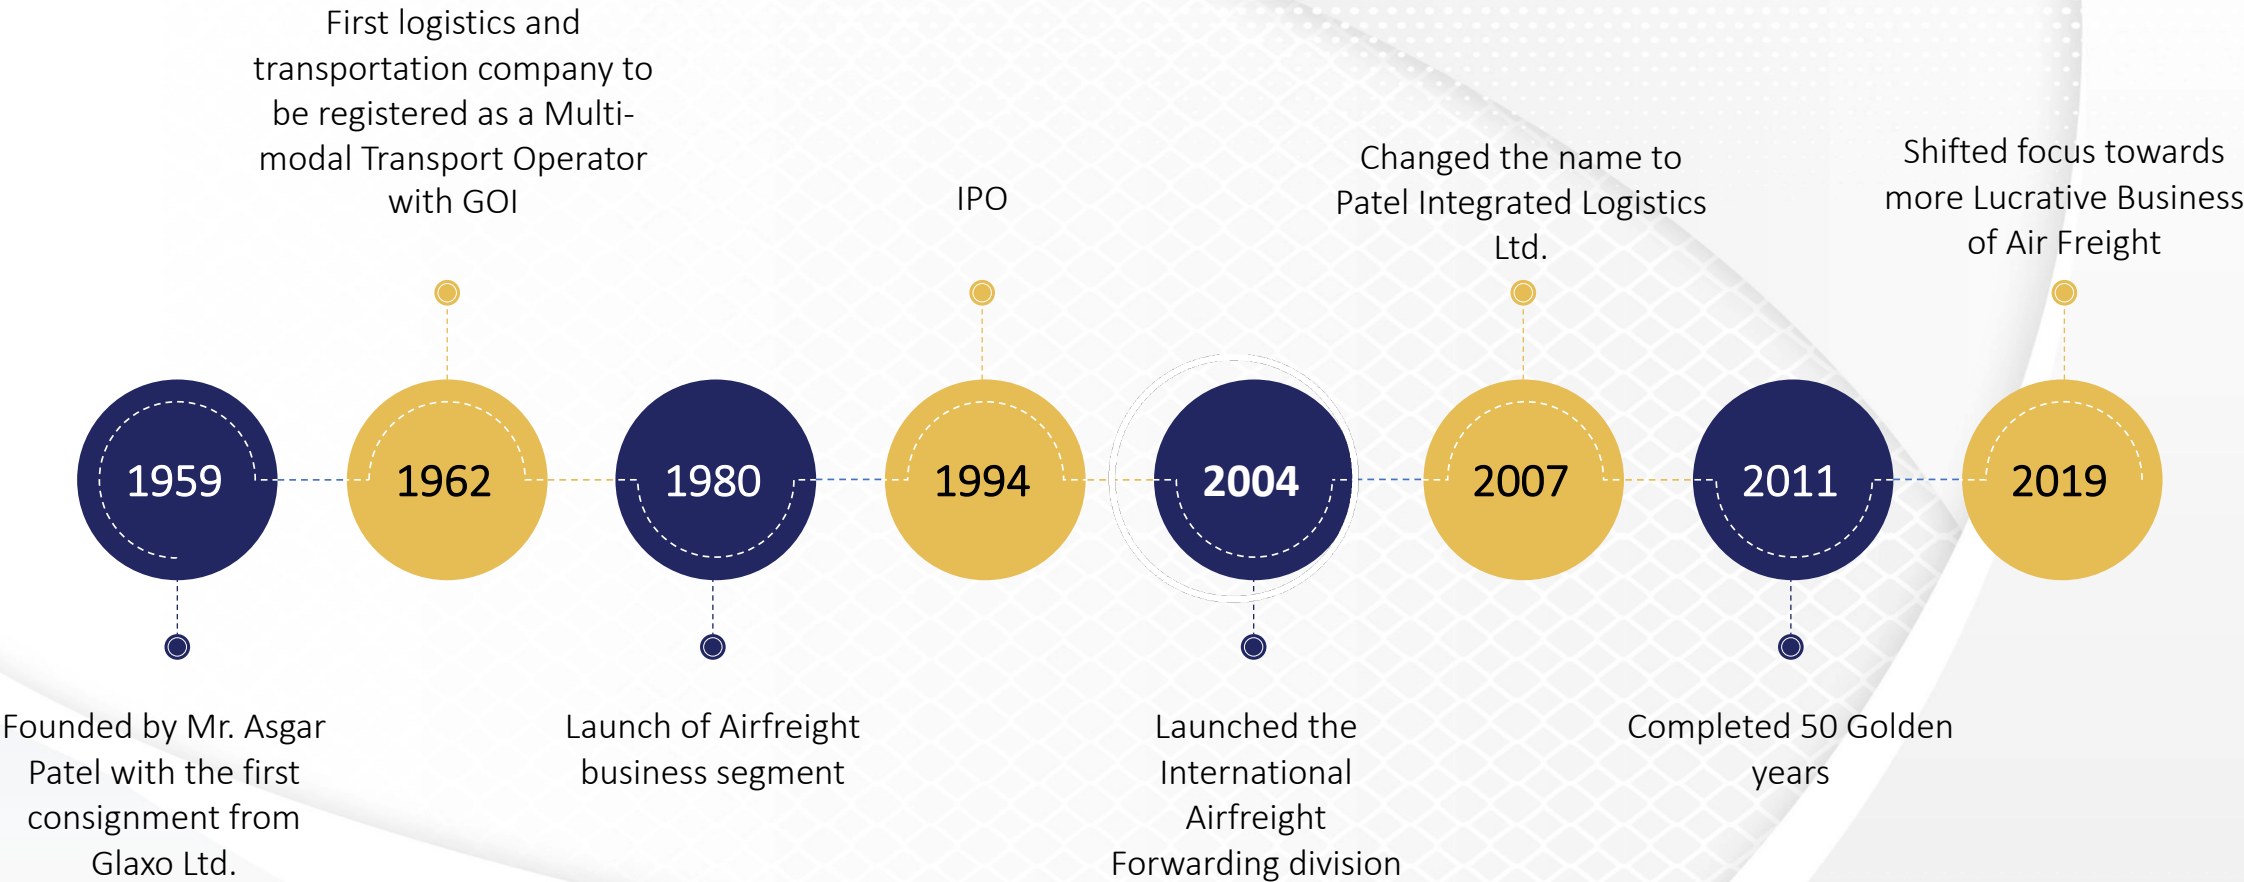 First logistics and
transportation company to
be registered as a Multi-
modal Transport Operator
with GOI
IPO
Changed the name to
Patel Integrated Logistics
Ltd.
Shifted focus towards
more Lucrative Business
of Air Freight
1959
1962
1980
1994
2004
2007
2011
2019
Founded by Mr. Asgar
Patel with the first
consignment from
Glaxo Ltd.
Launch of Airfreight
business segment
Launched the
International
Airfreight
Forwarding division
Completed 50 Golden
years